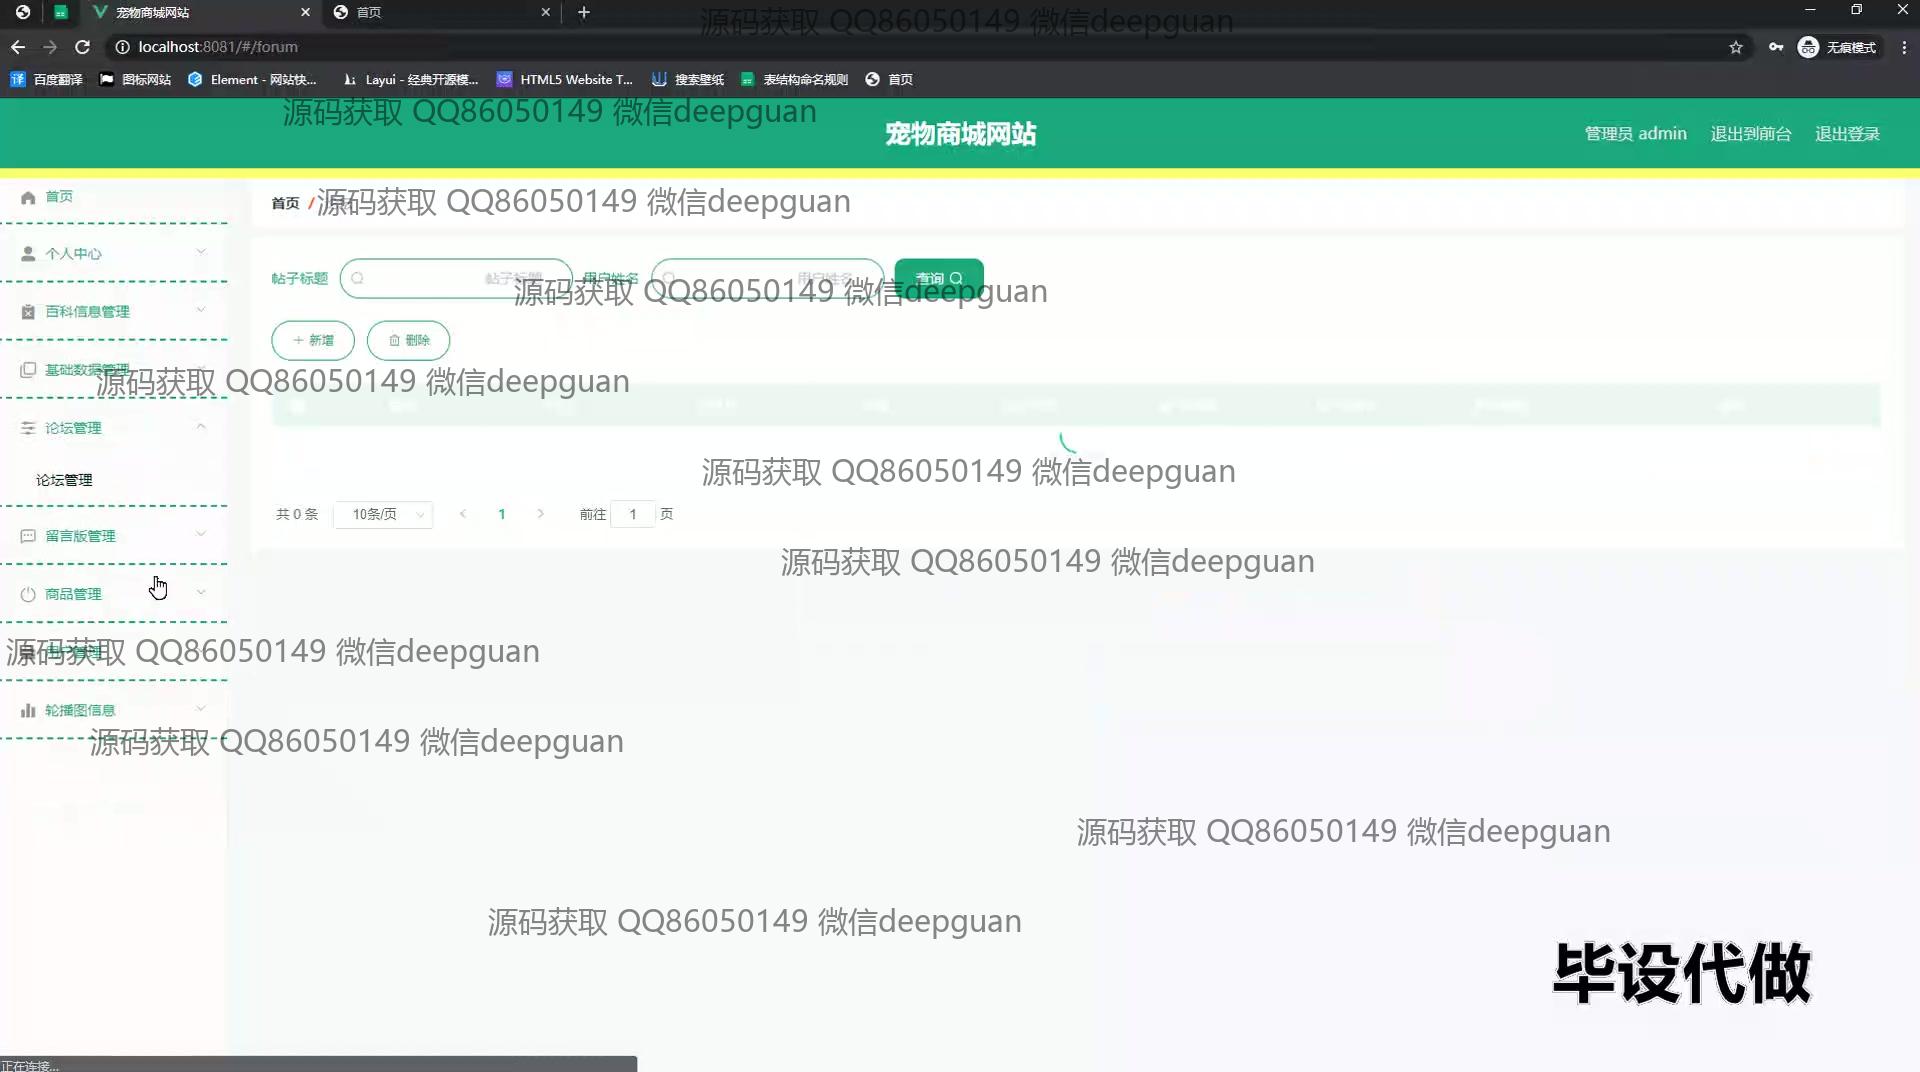 宠物商城网站
首页
localhost:8081/#/forum
无痕模式
百度翻译
图标网站
Element - 网站快...
Layui - 经典开源模...
HTML5 Website T...
搜索壁纸
表结构命名规则
首页
源码获取 QQ86050149 微信deepguan
源码获取 QQ86050149 微信deepguan
宠物商城网站
管理员 admin
退出到前台
退出登录
首页
个人中心
百科信息管理
基础数据管理
论坛管理
论坛管理
留言版管理
商品管理
轮播图信息
首页 /
源码获取 QQ86050149 微信deepguan
帖子标题
帖子标题
用户姓名
用户姓名
查询
源码获取 QQ86050149 微信deepguan
新增
删除
源码获取 QQ86050149 微信deepguan
源码获取 QQ86050149 微信deepguan
共 0 条
10条/页
1
前往 1 页
源码获取 QQ86050149 微信deepguan
源码获取 QQ86050149 微信deepguan
源码获取 QQ86050149 微信deepguan
源码获取 QQ86050149 微信deepguan
源码获取 QQ86050149 微信deepguan
毕设代做
正在连接...